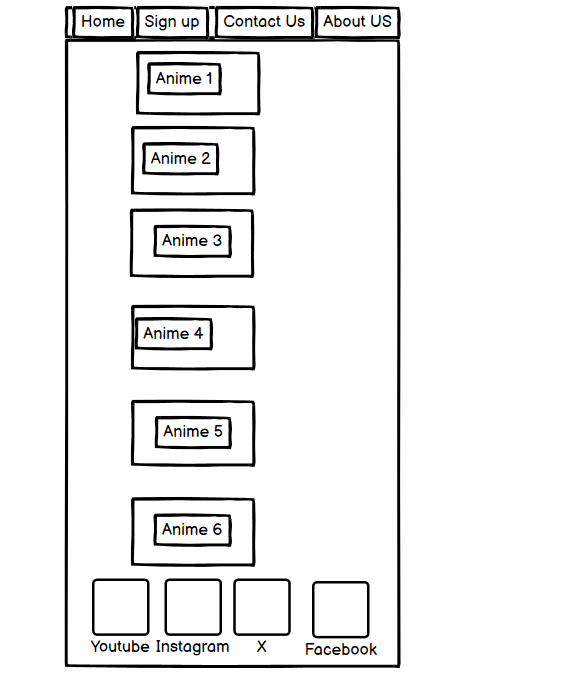 Home Sign up Contact Us About US
Anime 1
Anime 2
Anime 3
Anime 4
Anime 5
Anime 6
Youtube Instagram X Facebook